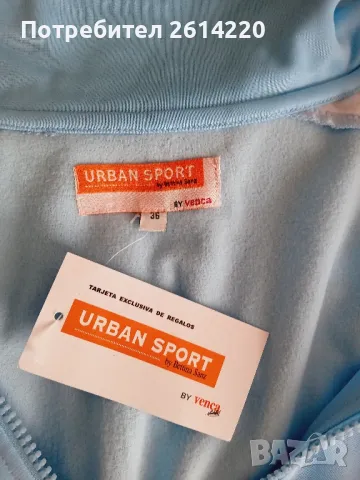 Потребител 2614220
URBAN SPORT
by Bettina Sanz
BY venca
36
TARJETA EXCLUSIVA DE REGALOS
URBAN SPORT
by Bettina Sanz
BY venca
BAZAR